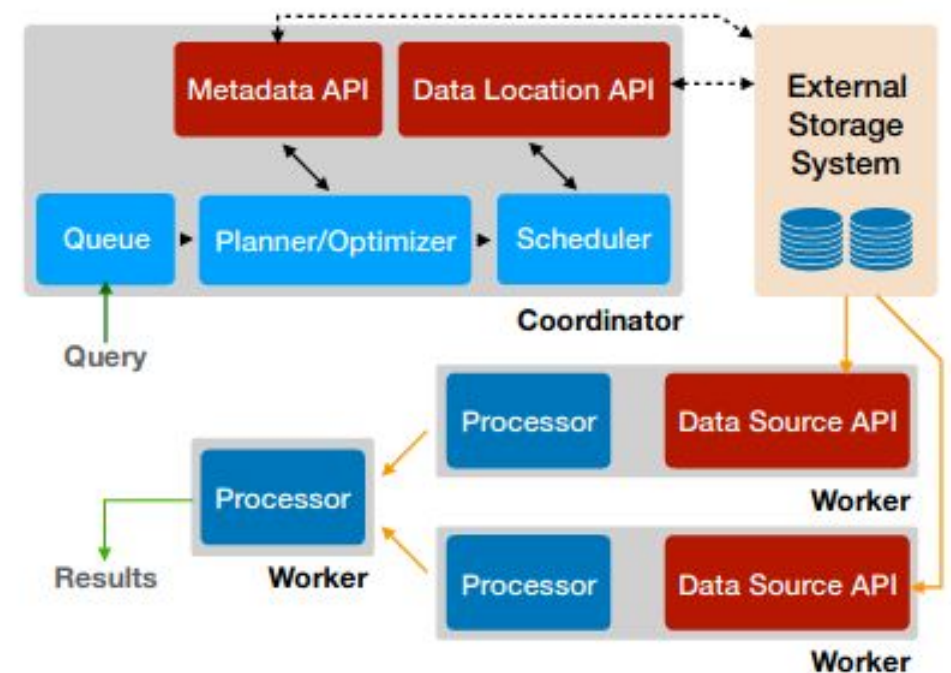 Metadata API
Data Location API
External
Storage
System
Queue
Planner/Optimizer
Scheduler
Coordinator
Query
Processor
Data Source API
Worker
Processor
Results
Worker
Processor
Data Source API
Worker